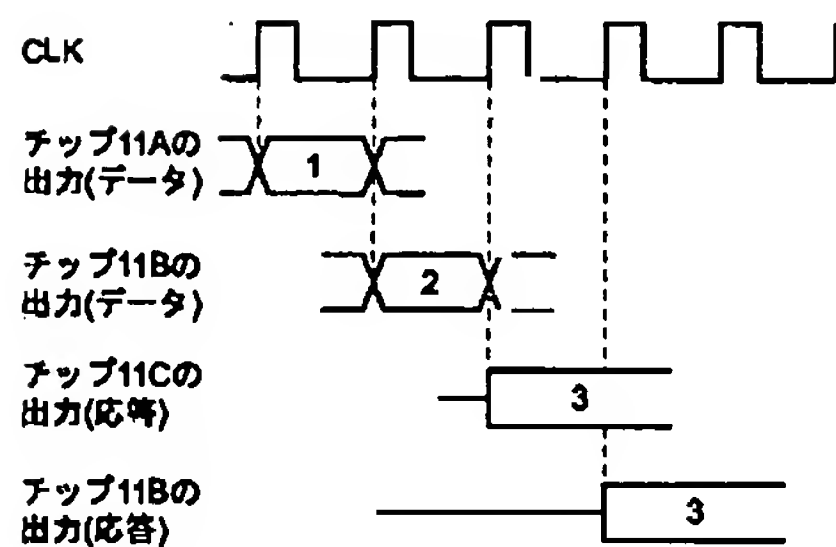 CLK
チップ11Aの
出力(データ)
1
チップ11Bの
出力(データ)
2
チップ11Cの
出力(応答)
3
チップ11Bの
出力(応答)
3